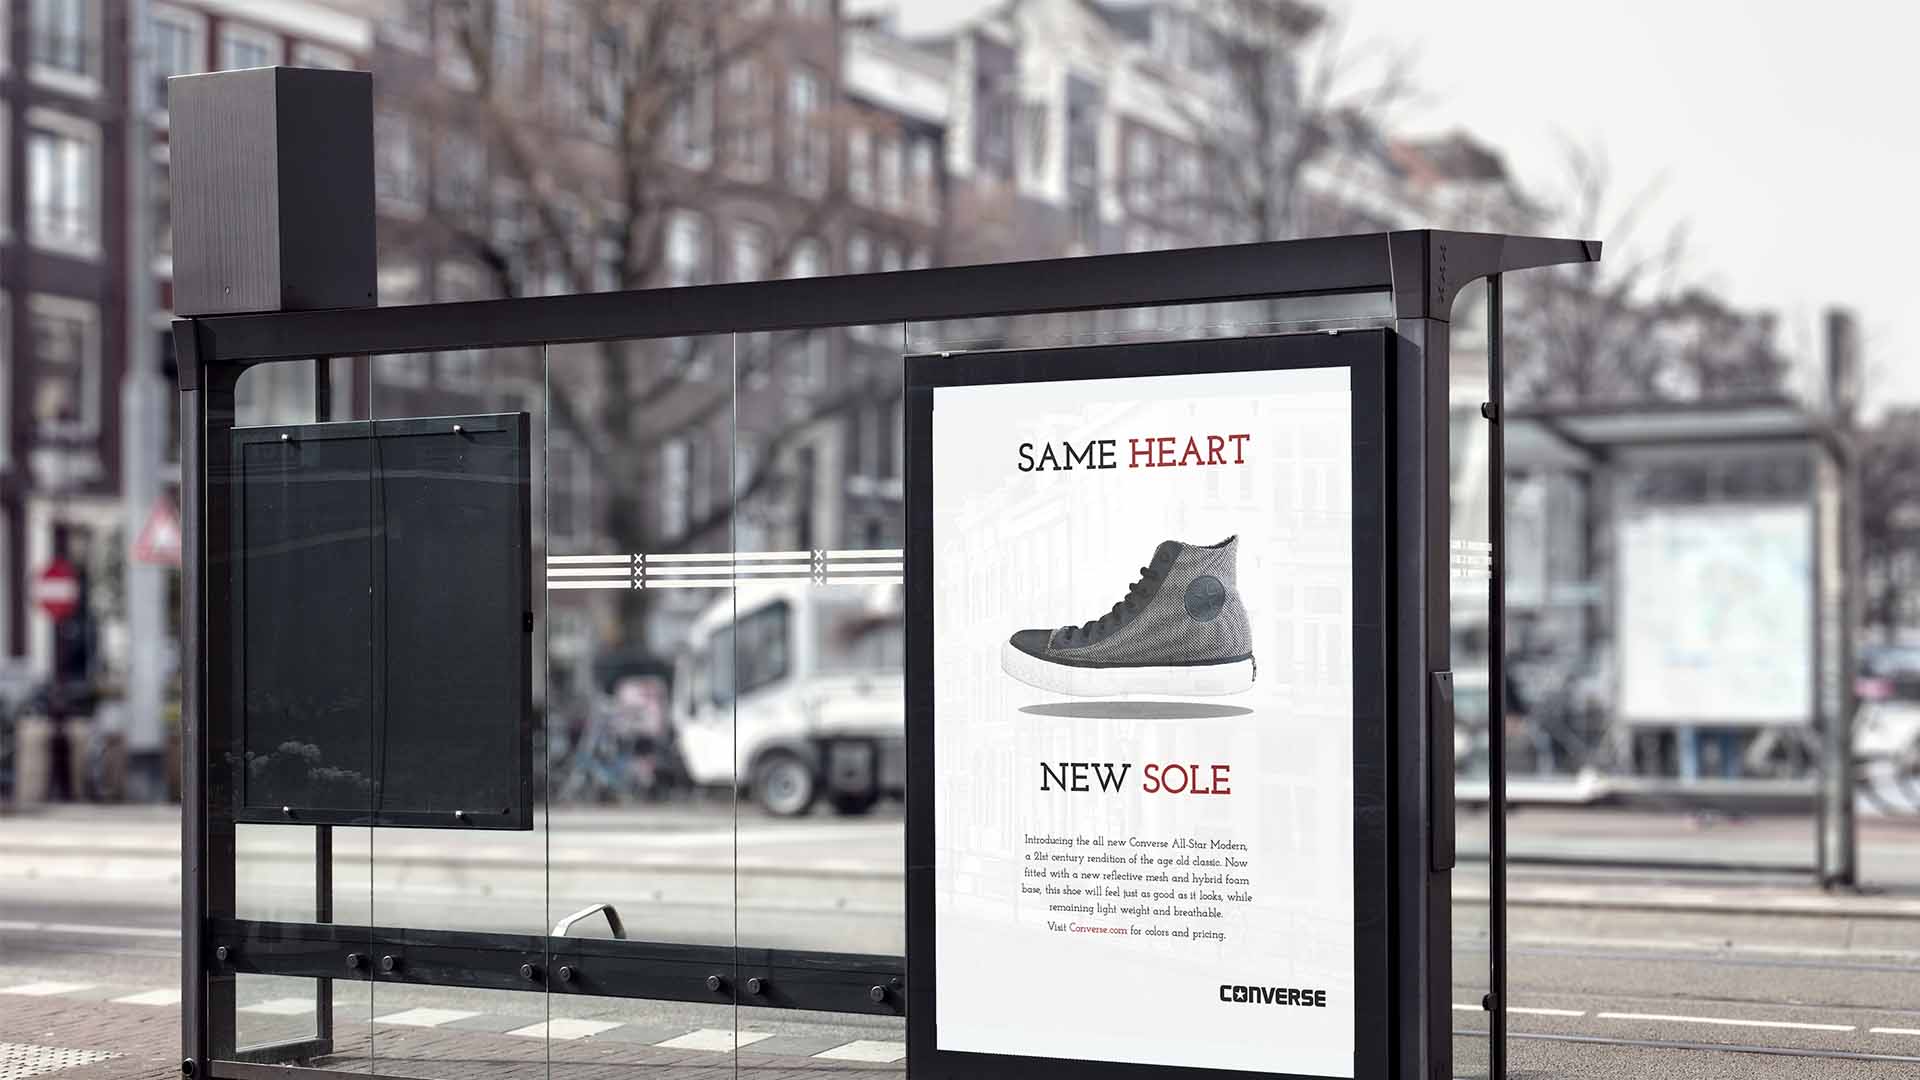 SAME HEART
NEW SOLE
Introducing the all new Converse All-Star Modern,
a 21st century rendition of the age old classic. Now
fitted with a new reflective mesh and hybrid foam
base, this shoe will feel just as good as it looks, while
remaining light weight and breathable.
Visit Converse.com for colors and pricing.
CONVERSE